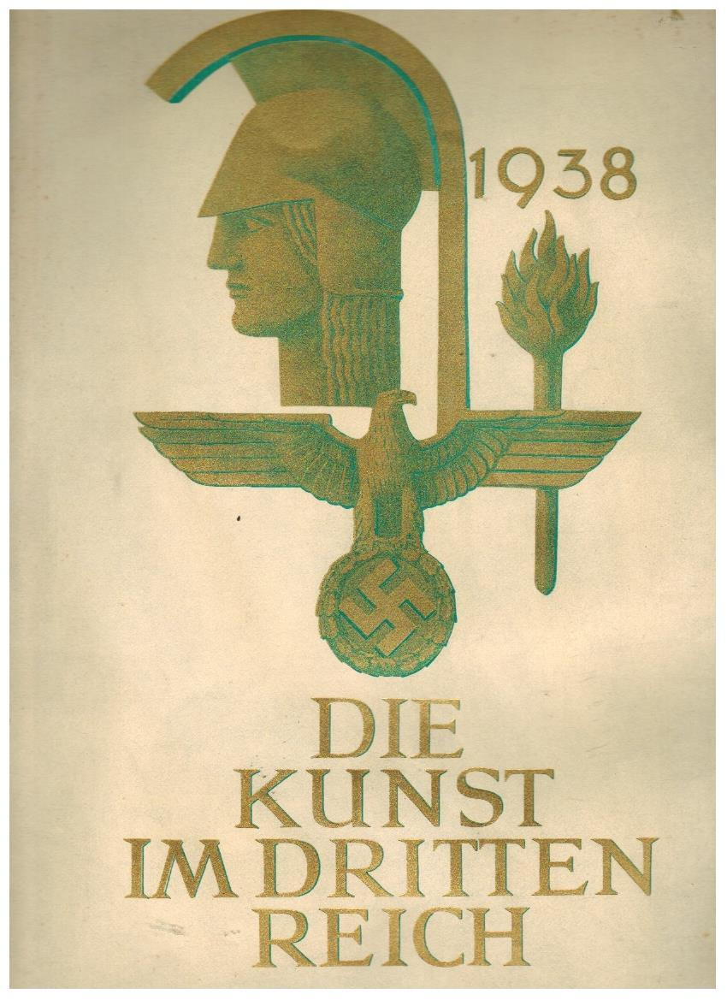 1938
DIE
KUNST
IM DRITTEN
REICH